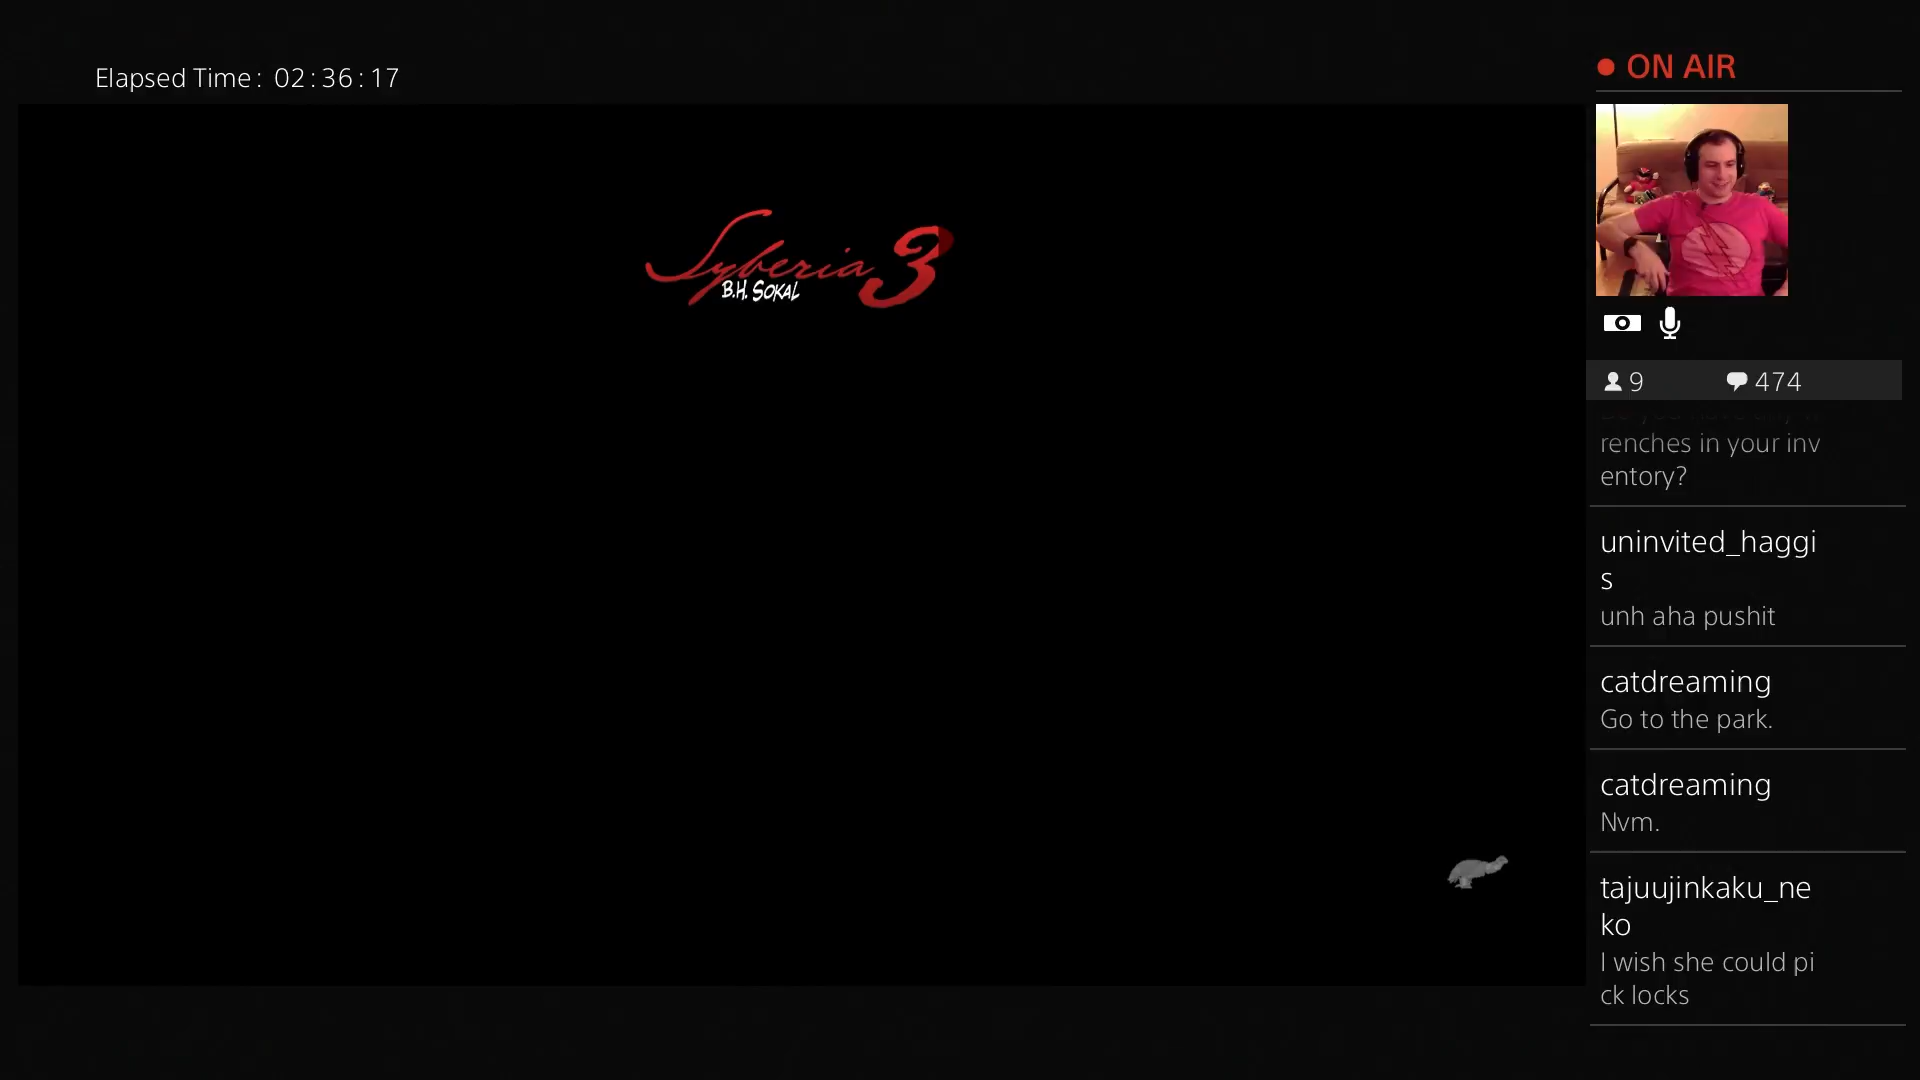 Elapsed Time: 02:36:17
ON AIR
Syberia 3
B.H. SOKAL
9
474
renches in your inv
entory?
uninvited_haggi
s
unh aha pushit
catdreaming
Go to the park.
catdreaming
Nvm.
tajuujinkaku_ne
ko
I wish she could pi
ck locks